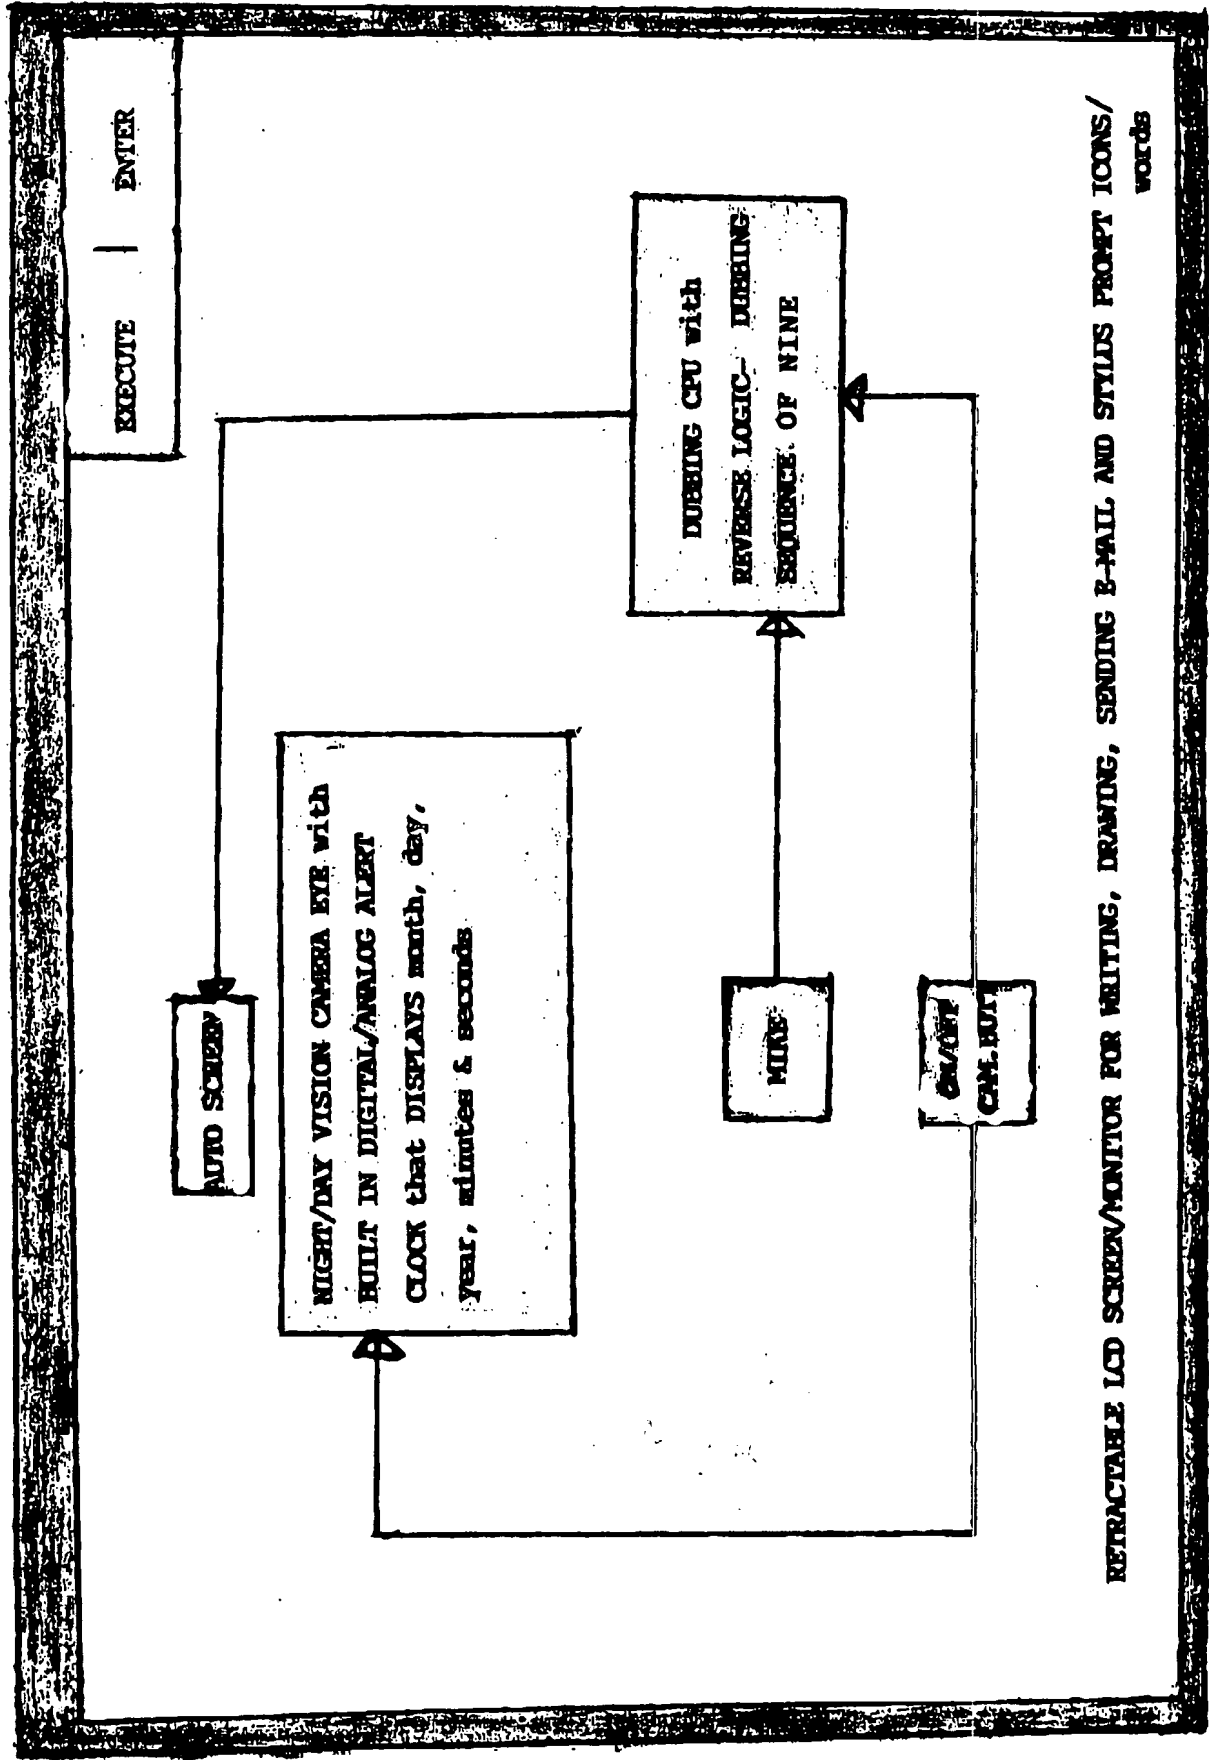 EXECUTE | ENTER
AUTO SCREEN
NIGHT/DAY VISION CAMERA EYE with
BUILT IN DIGITAL/ANALOG ALERT
CLOCK that DISPLAYS month, day,
year, minutes & seconds
DUBBING CPU with
REVERSE LOGIC- DUBBING
SEQUENCE OF NINE
MIKE
ON/OFF
CAM.BUT
RETRACTABLE LCD SCREEN/MONITOR FOR WRITING, DRAWING, SENDING E-MAIL AND STYLUS PROMPT ICONS/
words